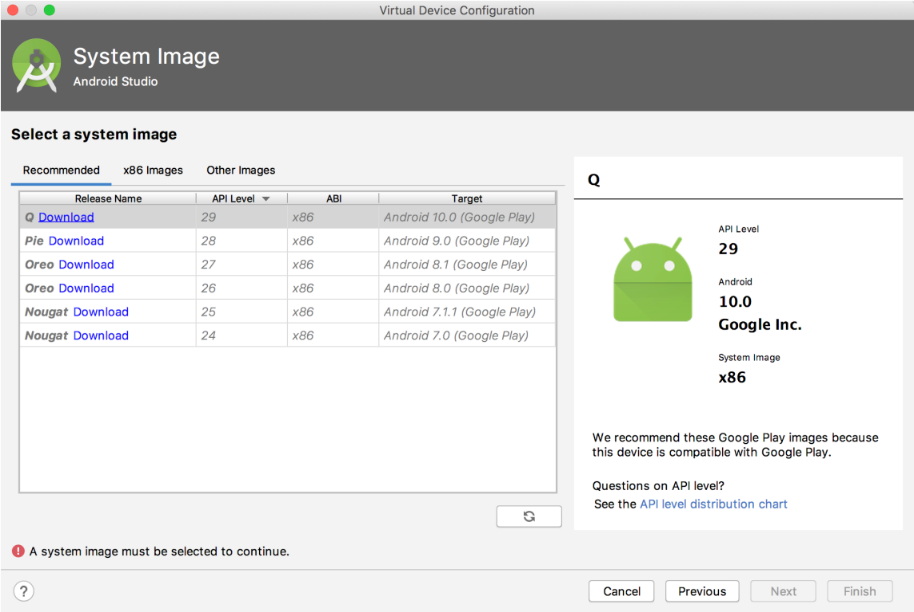 Virtual Device Configuration
System Image
Android Studio
Select a system image
Recommended x86 Images Other Images
Release Name API Level ABI Target
Q Download 29 x86 Android 10.0 (Google Play)
Pie Download 28 x86 Android 9.0 (Google Play)
Oreo Download 27 x86 Android 8.1 (Google Play)
Oreo Download 26 x86 Android 8.0 (Google Play)
Nougat Download 25 x86 Android 7.1.1 (Google Play)
Nougat Download 24 x86 Android 7.0 (Google Play)
Q
API Level
29
Android
10.0
Google Inc.
System Image
x86
We recommend these Google Play images because
this device is compatible with Google Play.
Questions on API level?
See the API level distribution chart
! A system image must be selected to continue.
? Cancel Previous Next Finish